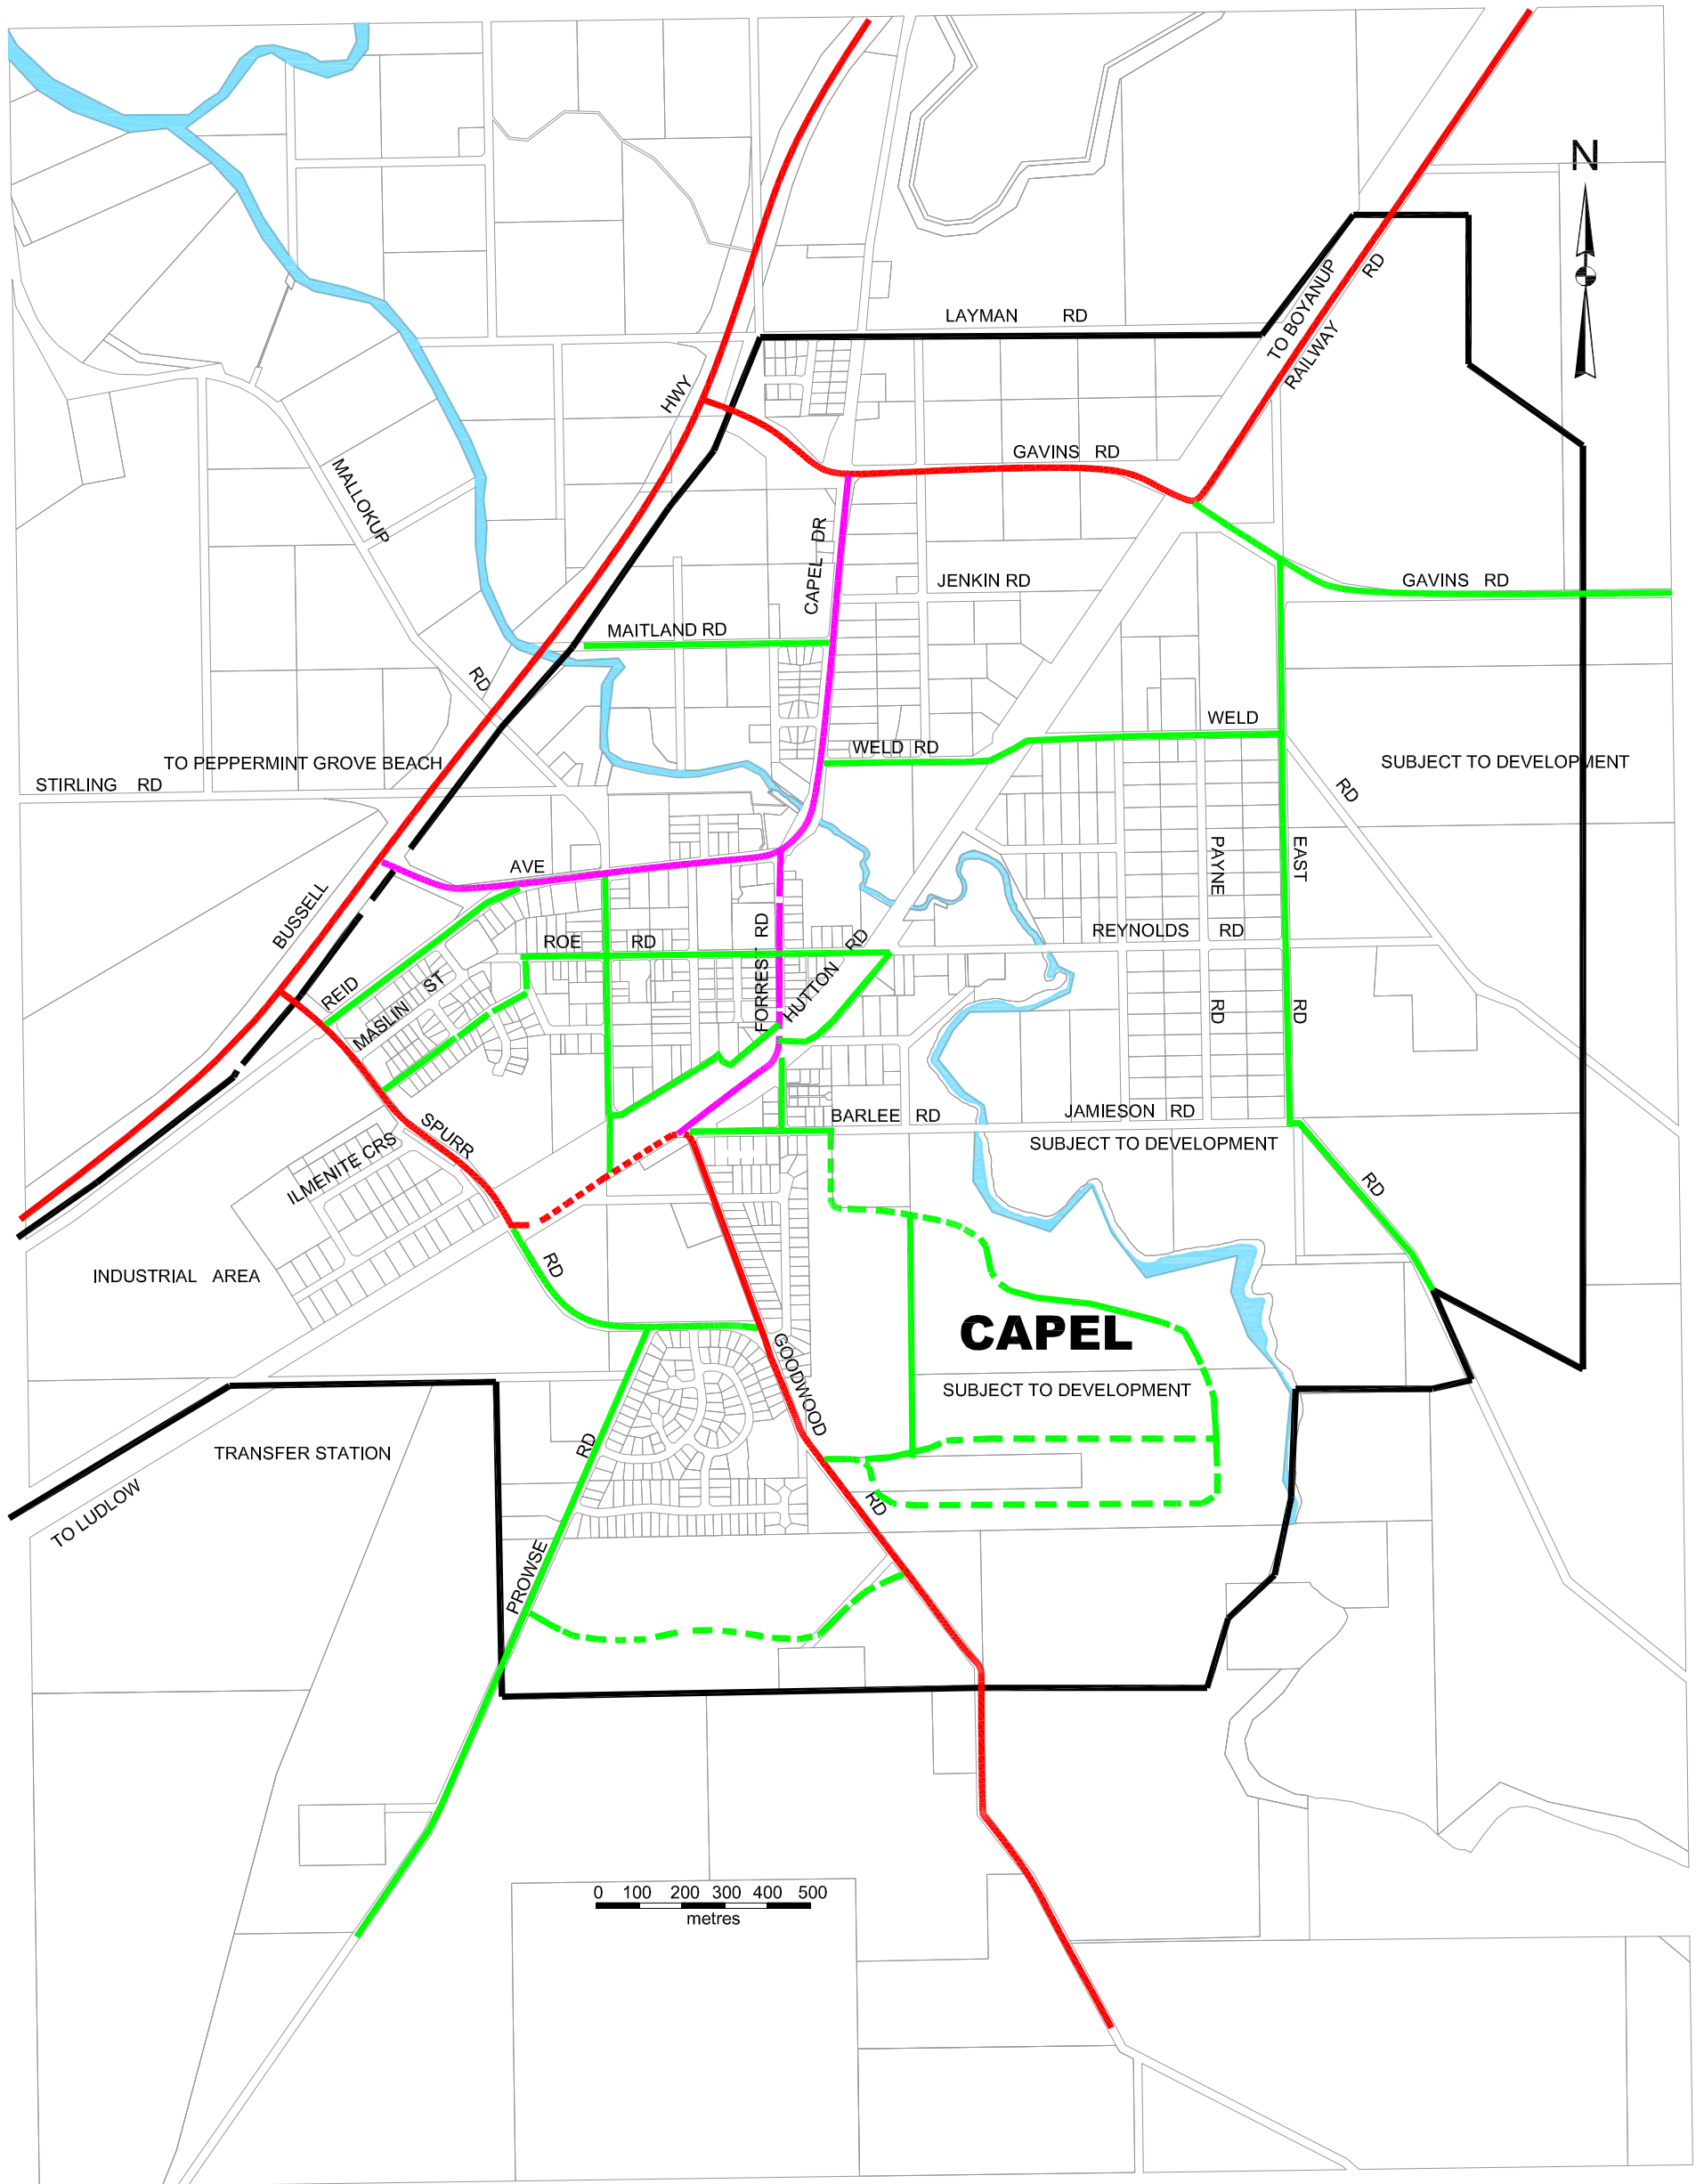 N
LAYMAN RD
TO BOYANUP
RAILWAY RD
HWY
GAVINS RD
MALLOKUP
CAPEL DR
JENKIN RD
GAVINS RD
MAITLAND RD
RD
WELD
WELD RD
TO PEPPERMINT GROVE BEACH
STIRLING RD
SUBJECT TO DEVELOPMENT
RD
AVE
PAYNE
EAST
BUSSELL
REYNOLDS RD
ROE RD
FORREST RD
HUTTON RD
REID
MASLIN ST
RD
RD
BARLEE RD
JAMIESON RD
SPURR
SUBJECT TO DEVELOPMENT
ILMENITE CRS
RD
RD
INDUSTRIAL AREA
CAPEL
GOODWOOD
SUBJECT TO DEVELOPMENT
RD
TRANSFER STATION
RD
TO LUDLOW
PROWSE
0 100 200 300 400 500
metres